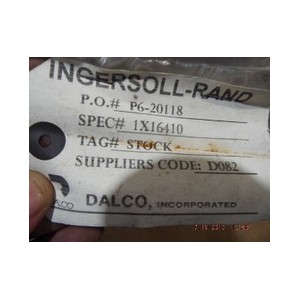 INGERSOLL-RAND
P.O.# P6-20118
SPEC# 1X16410
TAG# STOCK
SUPPLIERS CODE: D082
DALCO, INCORPORATED